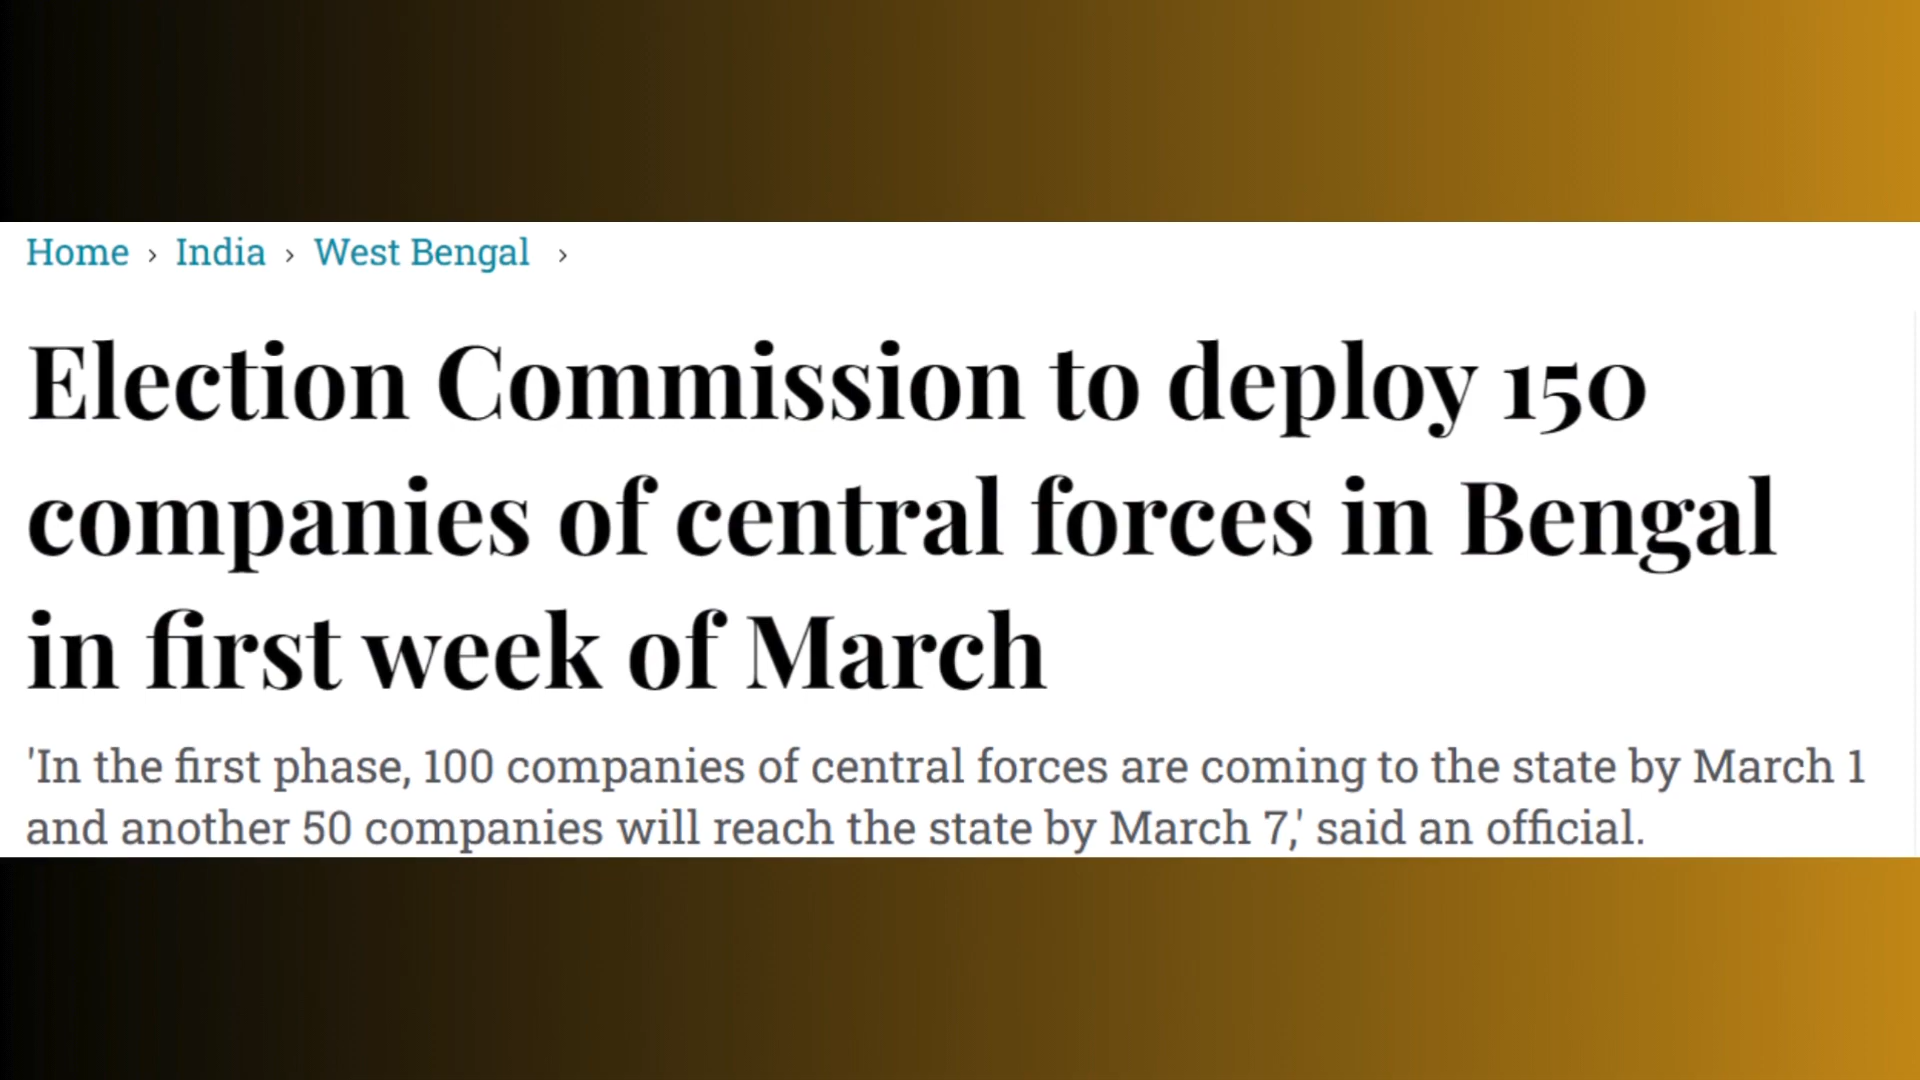 Home › India › West Bengal ›
Election Commission to deploy 150
companies of central forces in Bengal
in first week of March
'In the first phase, 100 companies of central forces are coming to the state by March 1
and another 50 companies will reach the state by March 7,' said an official.